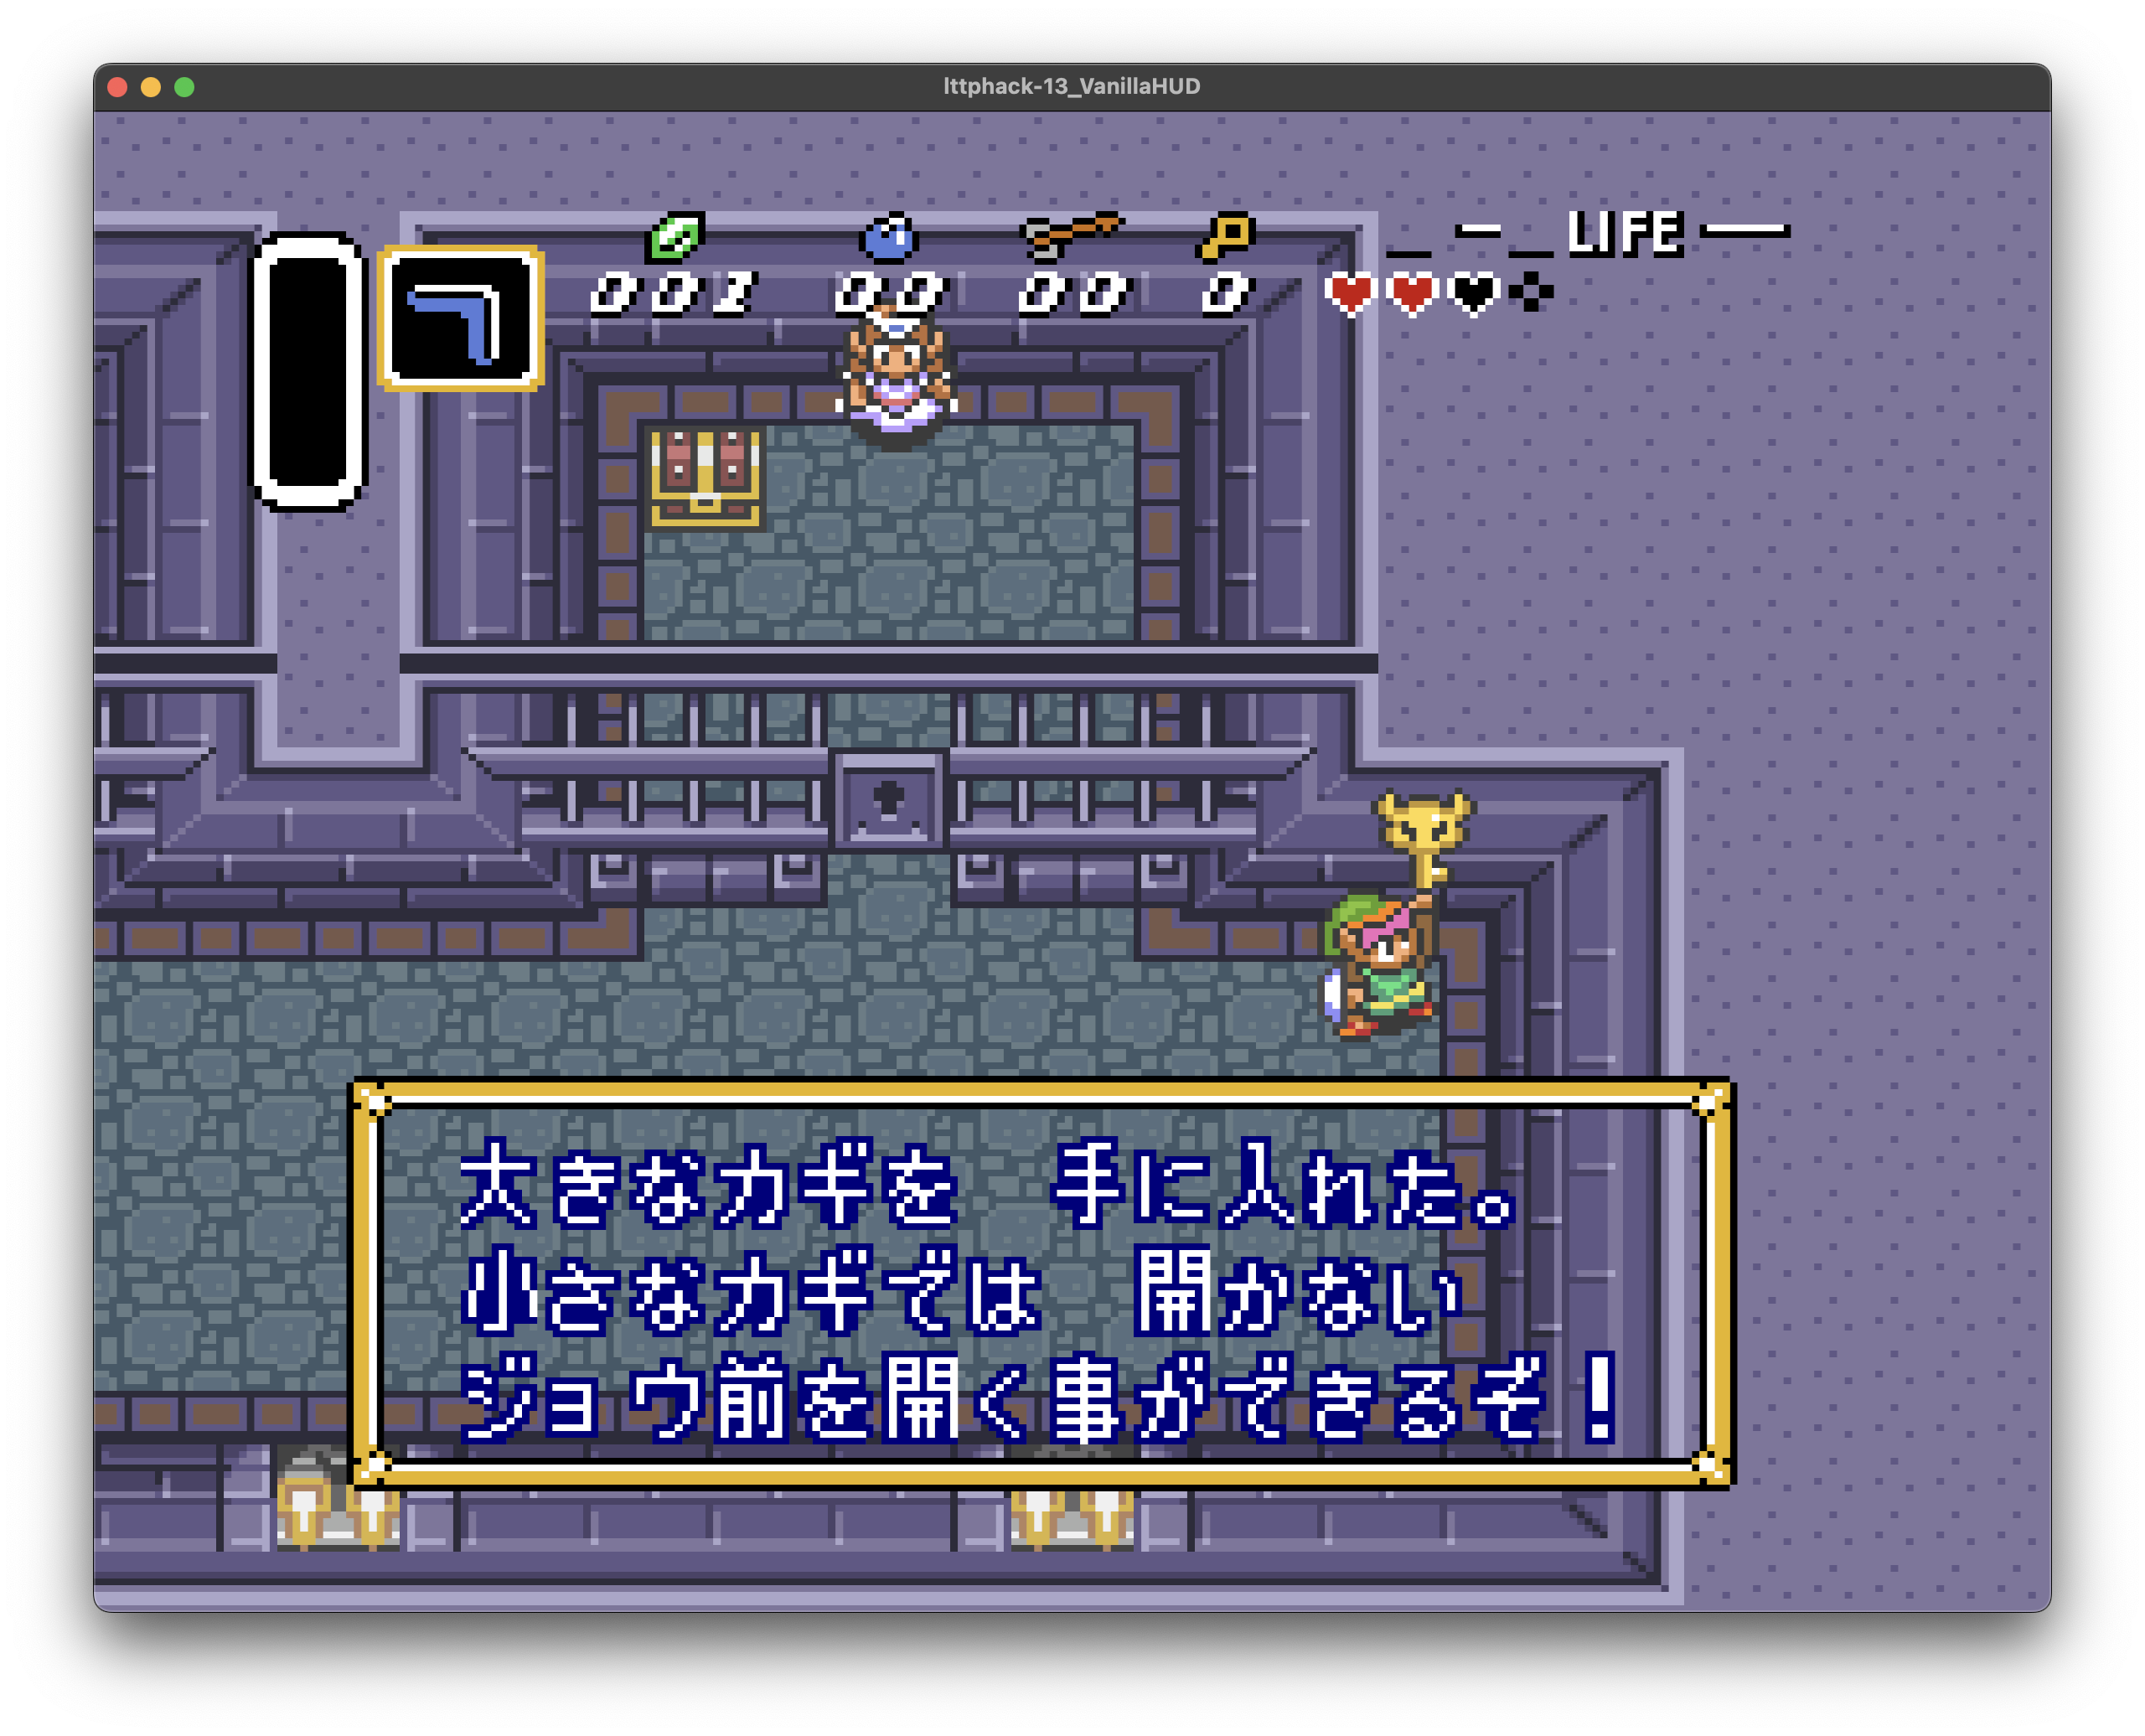 lttphack-13_VanillaHUD
LIFE
001 00 00 0
大きなカギを　手に入れた。
小さなカギでは　開かない
ジョウ前を開く事ができるぞ！